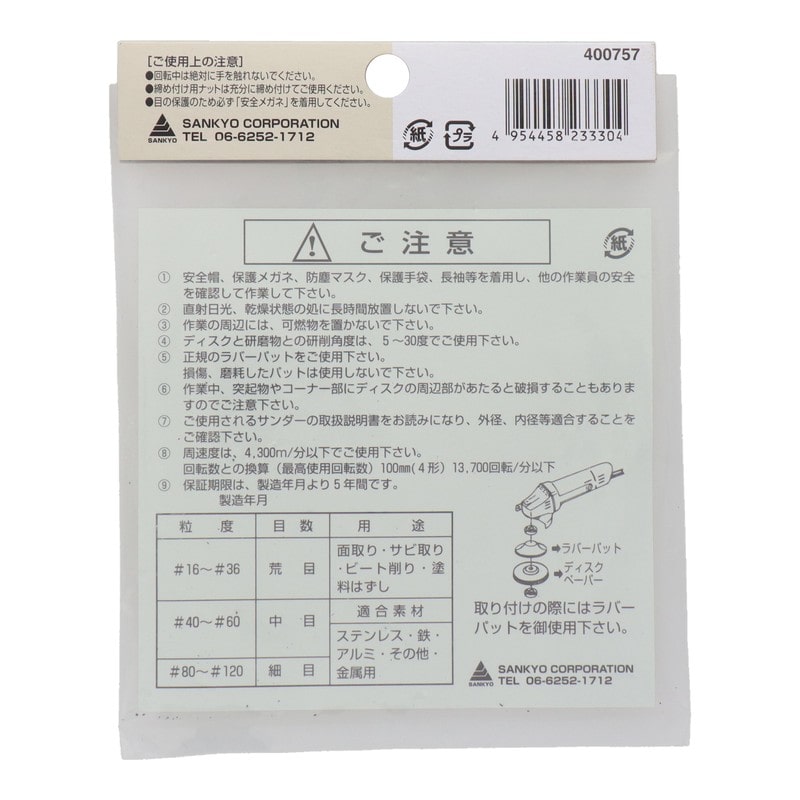 [ご使用上の注意]
●回転中は絶対に手を触れないでください。
●締め付け用ナットは充分に締め付けてご使用ください。
●目の保護のため必ず「安全メガネ」を着用してください。
SANKYO
SANKYO CORPORATION
TEL 06-6252-1712
400757
紙
プラ
4 954458 233304
ご注意
紙
① 安全帽、保護メガネ、防塵マスク、保護手袋、長袖等を着用し、他の作業員の安全
を確認して作業して下さい。
② 直射日光、乾燥状態の処に長時間放置しないで下さい。
③ 作業の周辺には、可燃物を置かないで下さい。
④ ディスクと研磨物との研削角度は、5～30度でご使用下さい。
⑤ 正規のラバーパットをご使用下さい。
損傷、磨耗したパットは使用しないで下さい。
⑥ 作業中、突起物やコーナー部にディスクの周辺部があたると破損することもありま
すのでご注意下さい。
⑦ ご使用されるサンダーの取扱説明書をお読みになり、外径、内径等適合することを
ご確認下さい。
⑧ 周速度は、4,300m/分以下でご使用下さい。
回転数との換算（最高使用回転数）100㎜(4形) 13,700回転/分以下
⑨ 保証期限は、製造年月より5年間です。
製造年月
粒度 目数 用途
#16～#36 荒目 面取り・サビ取り
・ビート削り・塗
料はずし
#40～#60 中目 適合素材
ステンレス・鉄・
アルミ・その他・
金属用
#80～#120 細目
ラバーパット
ディスク
ペーパー
取り付けの際にはラバー
パットを御使用下さい。
SANKYO
SANKYO CORPORATION
TEL 06-6252-1712